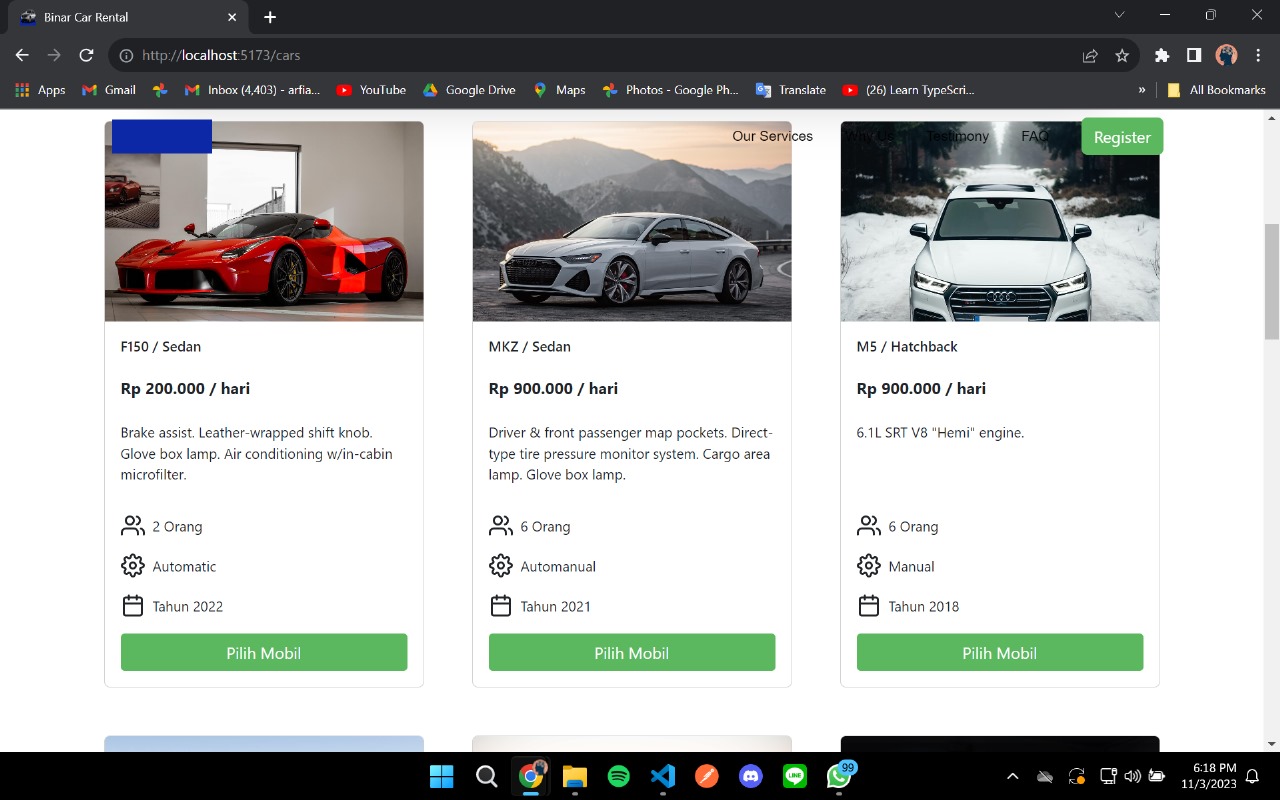 Binar Car Rental
http://localhost:5173/cars
Apps
Gmail
Inbox (4,403) - arfia...
YouTube
Google Drive
Maps
Photos - Google Ph...
Translate
(26) Learn TypeScri...
»
All Bookmarks
Our Services
Why Us
Testimony
FAQ
Register
F150 / Sedan
Rp 200.000 / hari
Brake assist. Leather-wrapped shift knob.
Glove box lamp. Air conditioning w/in-cabin
microfilter.
2 Orang
Automatic
Tahun 2022
Pilih Mobil
MKZ / Sedan
Rp 900.000 / hari
Driver & front passenger map pockets. Direct-
type tire pressure monitor system. Cargo area
lamp. Glove box lamp.
6 Orang
Automanual
Tahun 2021
Pilih Mobil
M5 / Hatchback
Rp 900.000 / hari
6.1L SRT V8 "Hemi" engine.
6 Orang
Manual
Tahun 2018
Pilih Mobil
99
6:18 PM
11/3/2023